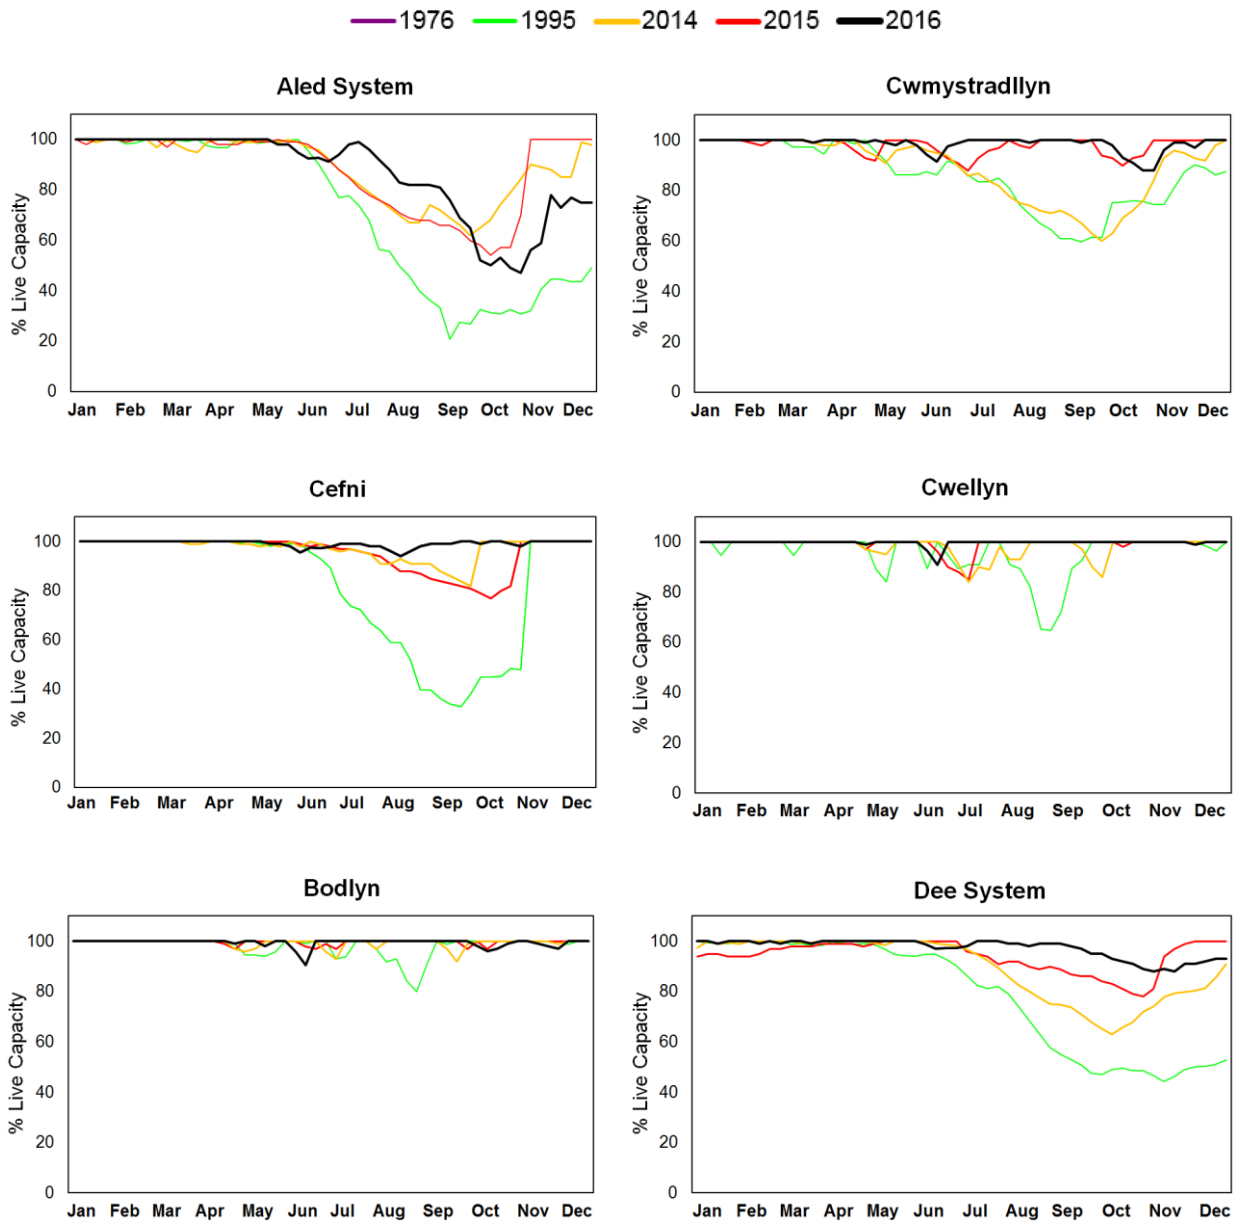 1976 1995 2014 2015 2016
Aled System
% Live Capacity
100
80
60
40
20
0
Jan Feb Mar Apr May Jun Jul Aug Sep Oct Nov Dec
Cwmystradllyn
% Live Capacity
100
80
60
40
20
0
Jan Feb Mar Apr May Jun Jul Aug Sep Oct Nov Dec
Cefni
% Live Capacity
100
80
60
40
20
0
Jan Feb Mar Apr May Jun Jul Aug Sep Oct Nov Dec
Cwellyn
% Live Capacity
100
80
60
40
20
0
Jan Feb Mar Apr May Jun Jul Aug Sep Oct Nov Dec
Bodlyn
% Live Capacity
100
80
60
40
20
0
Jan Feb Mar Apr May Jun Jul Aug Sep Oct Nov Dec
Dee System
% Live Capacity
100
80
60
40
20
0
Jan Feb Mar Apr May Jun Jul Aug Sep Oct Nov Dec